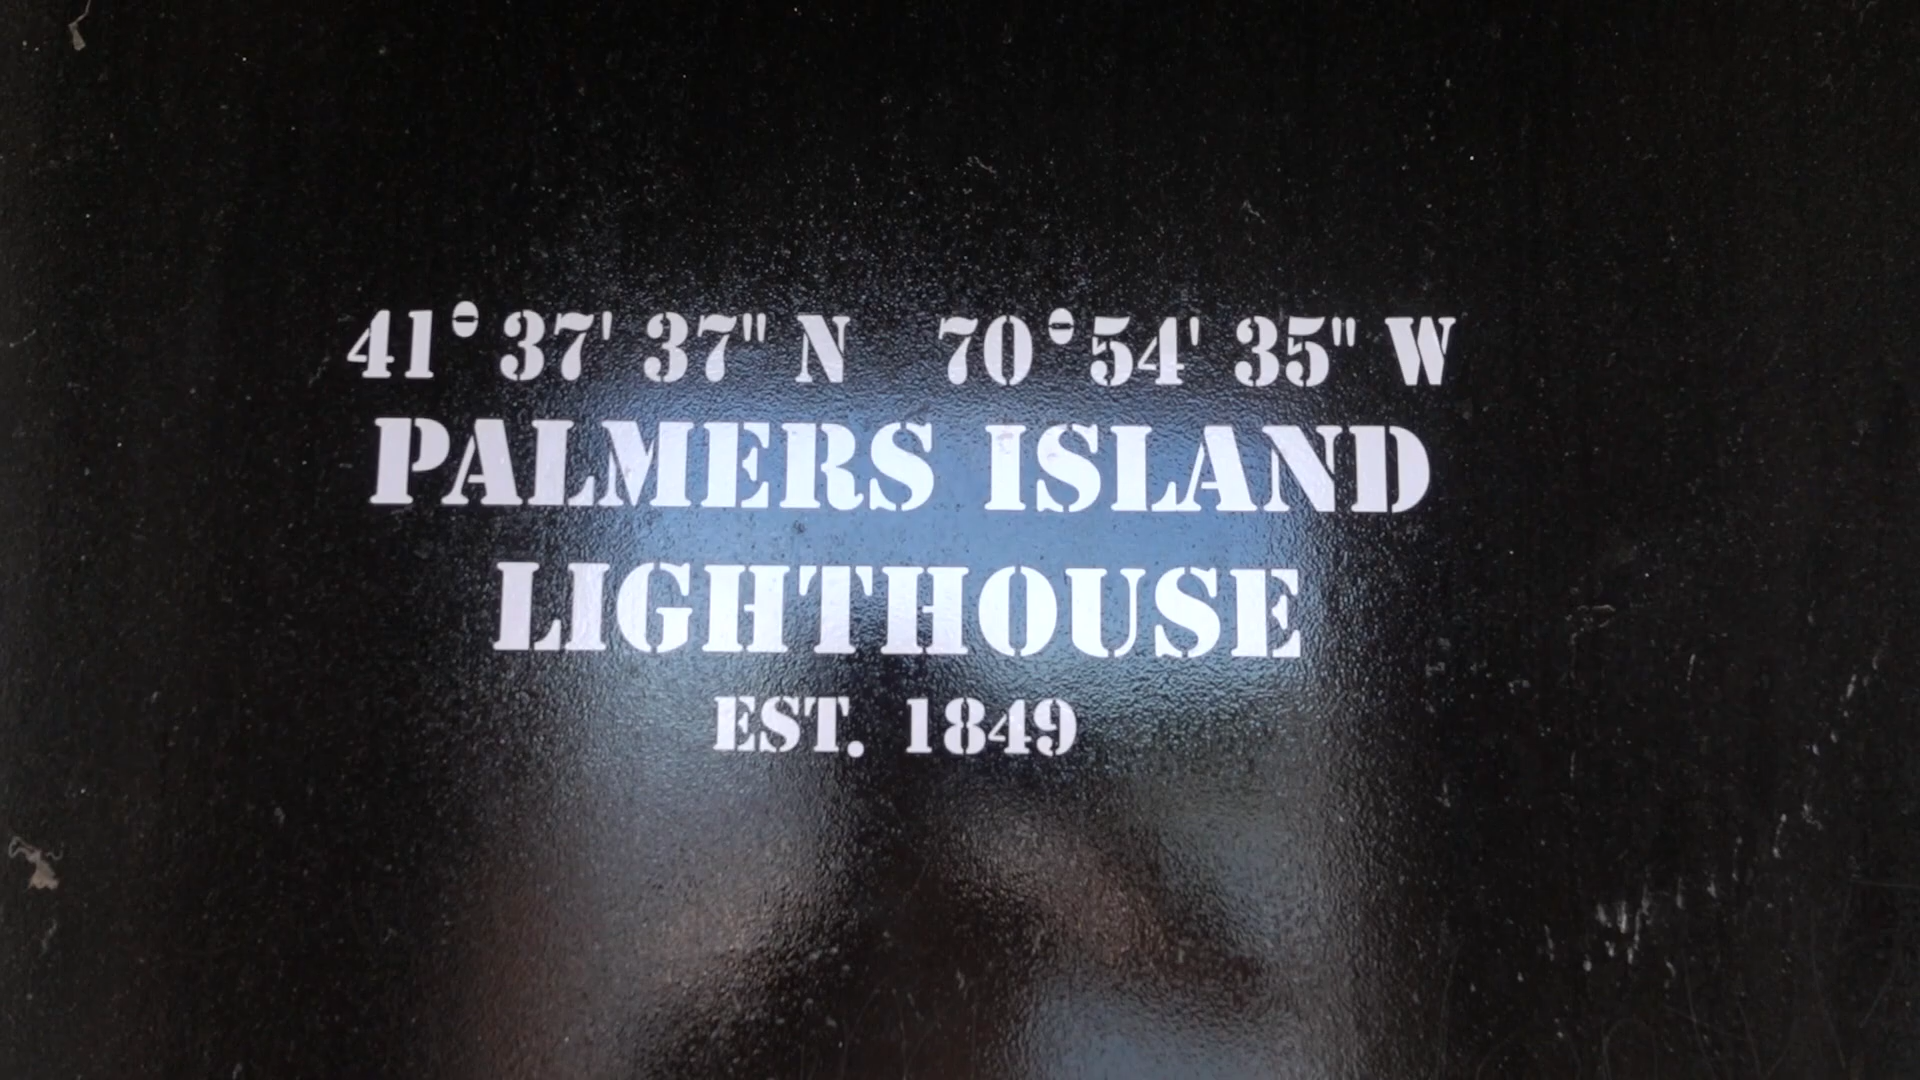 41° 37' 37" N 70° 54' 35" W
PALMERS ISLAND
LIGHTHOUSE
EST. 1849